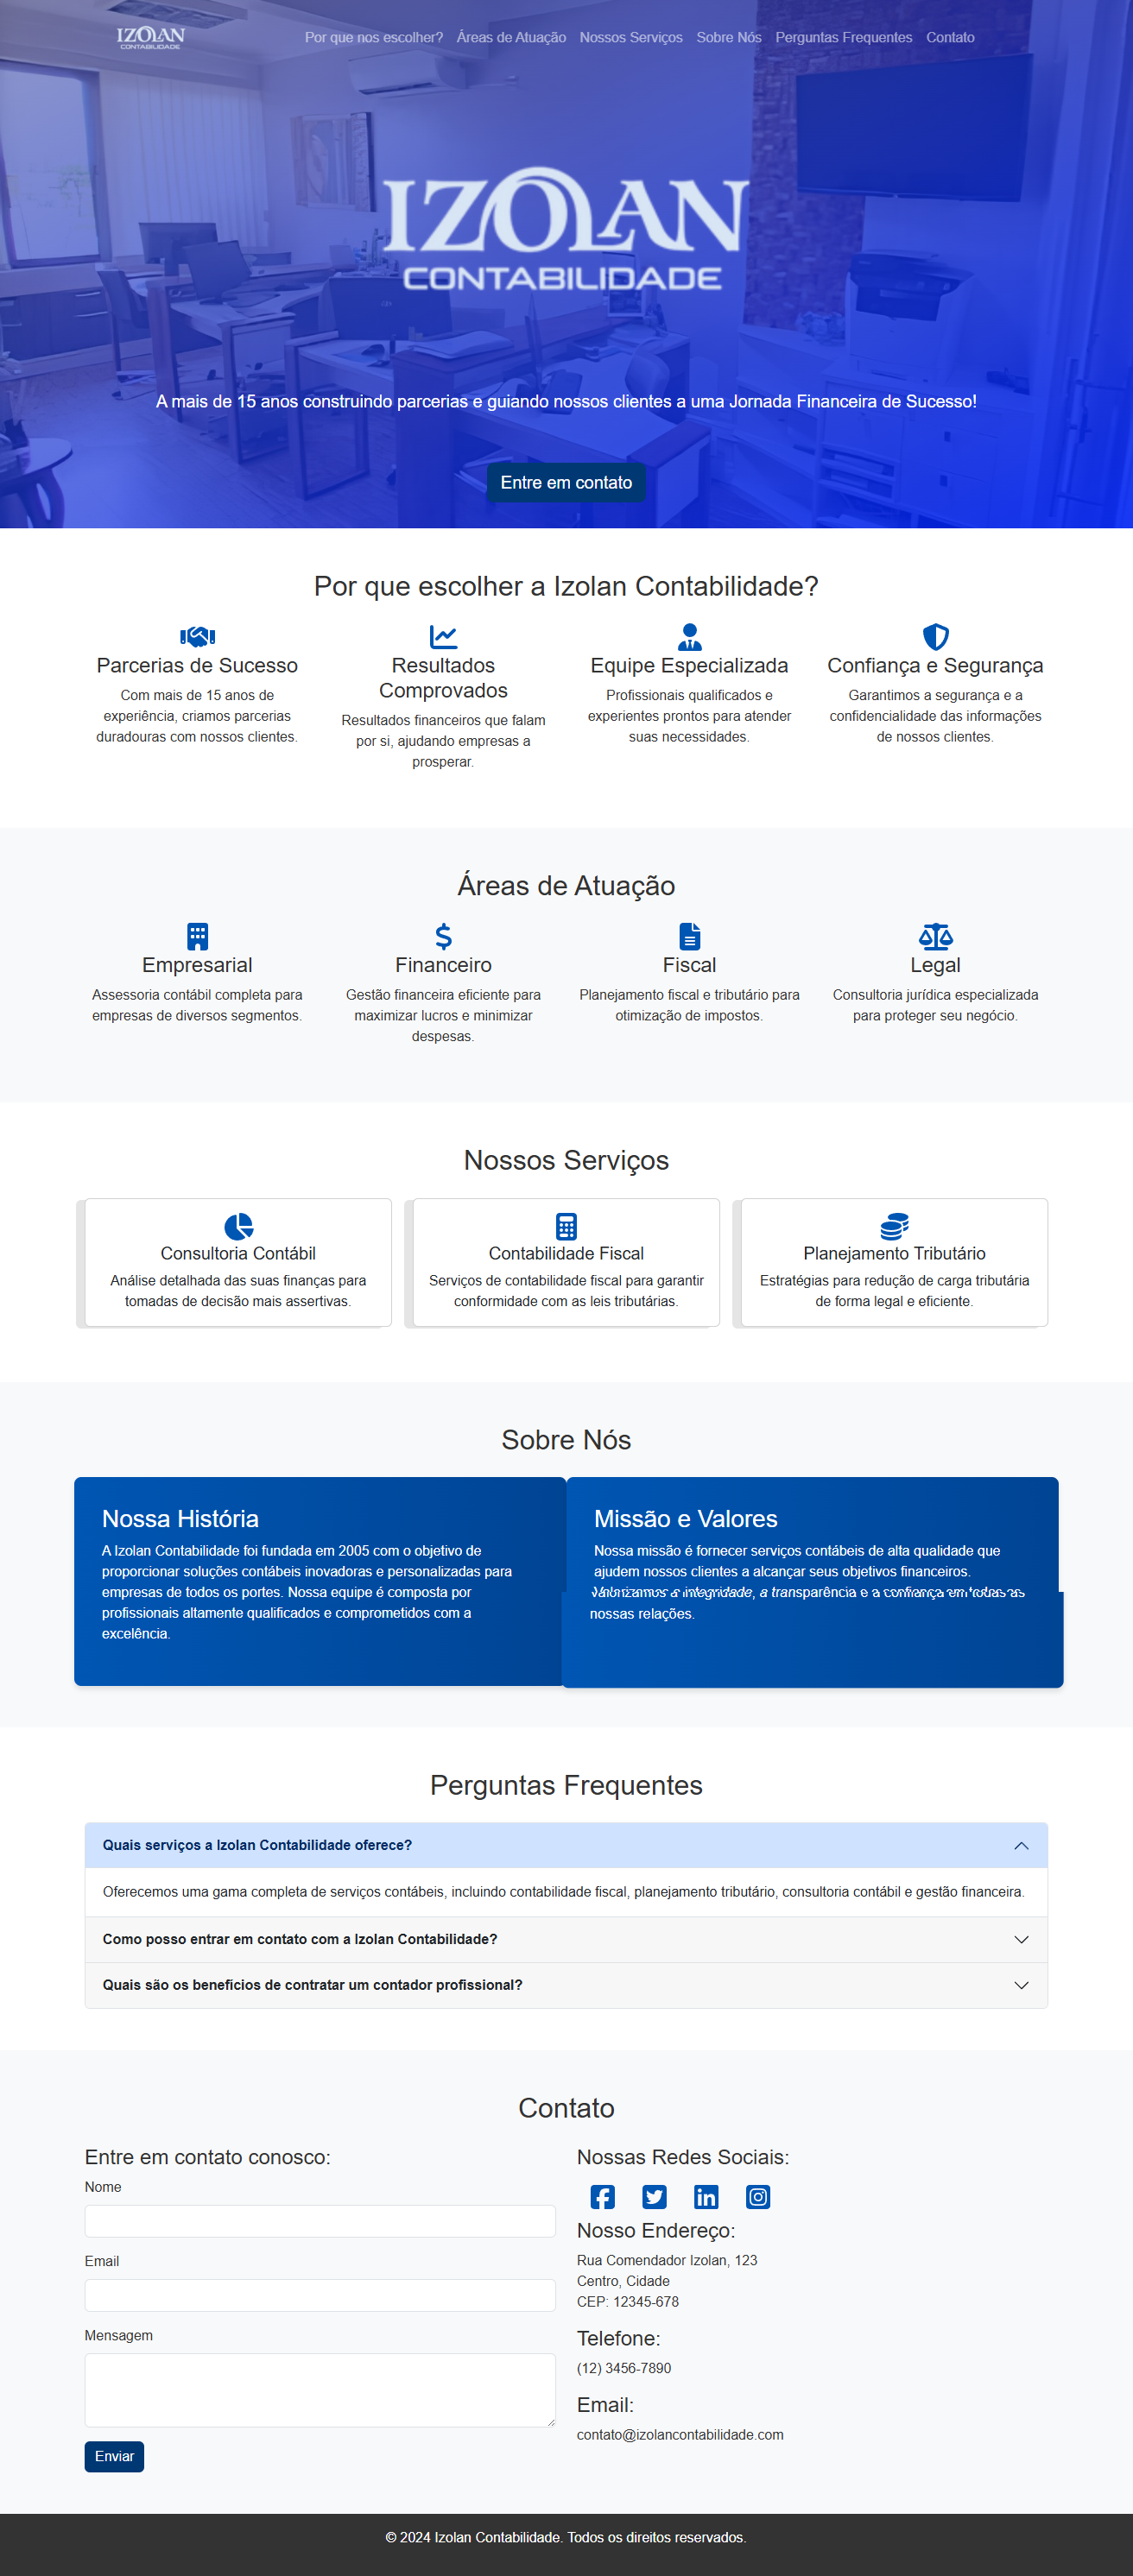 IZOLAN
CONTABILIDADE
Por que nos escolher? Áreas de Atuação Nossos Serviços Sobre Nós Perguntas Frequentes Contato
IZOLAN
CONTABILIDADE
A mais de 15 anos construindo parcerias e guiando nossos clientes a uma Jornada Financeira de Sucesso!
Entre em contato
Por que escolher a Izolan Contabilidade?
Parcerias de Sucesso
Com mais de 15 anos de
experiência, criamos parcerias
duradouras com nossos clientes.
Resultados
Comprovados
Resultados financeiros que falam
por si, ajudando empresas a
prosperar.
Equipe Especializada
Profissionais qualificados e
experientes prontos para atender
suas necessidades.
Confiança e Segurança
Garantimos a segurança e a
confidencialidade das informações
de nossos clientes.
Áreas de Atuação
Empresarial
Assessoria contábil completa para
empresas de diversos segmentos.
Financeiro
Gestão financeira eficiente para
maximizar lucros e minimizar
despesas.
Fiscal
Planejamento fiscal e tributário para
otimização de impostos.
Legal
Consultoria jurídica especializada
para proteger seu negócio.
Nossos Serviços
Consultoria Contábil
Análise detalhada das suas finanças para
tomadas de decisão mais assertivas.
Contabilidade Fiscal
Serviços de contabilidade fiscal para garantir
conformidade com as leis tributárias.
Planejamento Tributário
Estratégias para redução de carga tributária
de forma legal e eficiente.
Sobre Nós
Nossa História
A Izolan Contabilidade foi fundada em 2005 com o objetivo de
proporcionar soluções contábeis inovadoras e personalizadas para
empresas de todos os portes. Nossa equipe é composta por
profissionais altamente qualificados e comprometidos com a
excelência.
Missão e Valores
Nossa missão é fornecer serviços contábeis de alta qualidade que
ajudem nossos clientes a alcançar seus objetivos financeiros.
Valorizamos a integridade, a transparência e a confiança em todas as
nossas relações.
Perguntas Frequentes
Quais serviços a Izolan Contabilidade oferece?
Oferecemos uma gama completa de serviços contábeis, incluindo contabilidade fiscal, planejamento tributário, consultoria contábil e gestão financeira.
Como posso entrar em contato com a Izolan Contabilidade?
Quais são os benefícios de contratar um contador profissional?
Contato
Entre em contato conosco:
Nome
Email
Mensagem
Enviar
Nossas Redes Sociais:
Nosso Endereço:
Rua Comendador Izolan, 123
Centro, Cidade
CEP: 12345-678
Telefone:
(12) 3456-7890
Email:
contato@izolancontabilidade.com
© 2024 Izolan Contabilidade. Todos os direitos reservados.